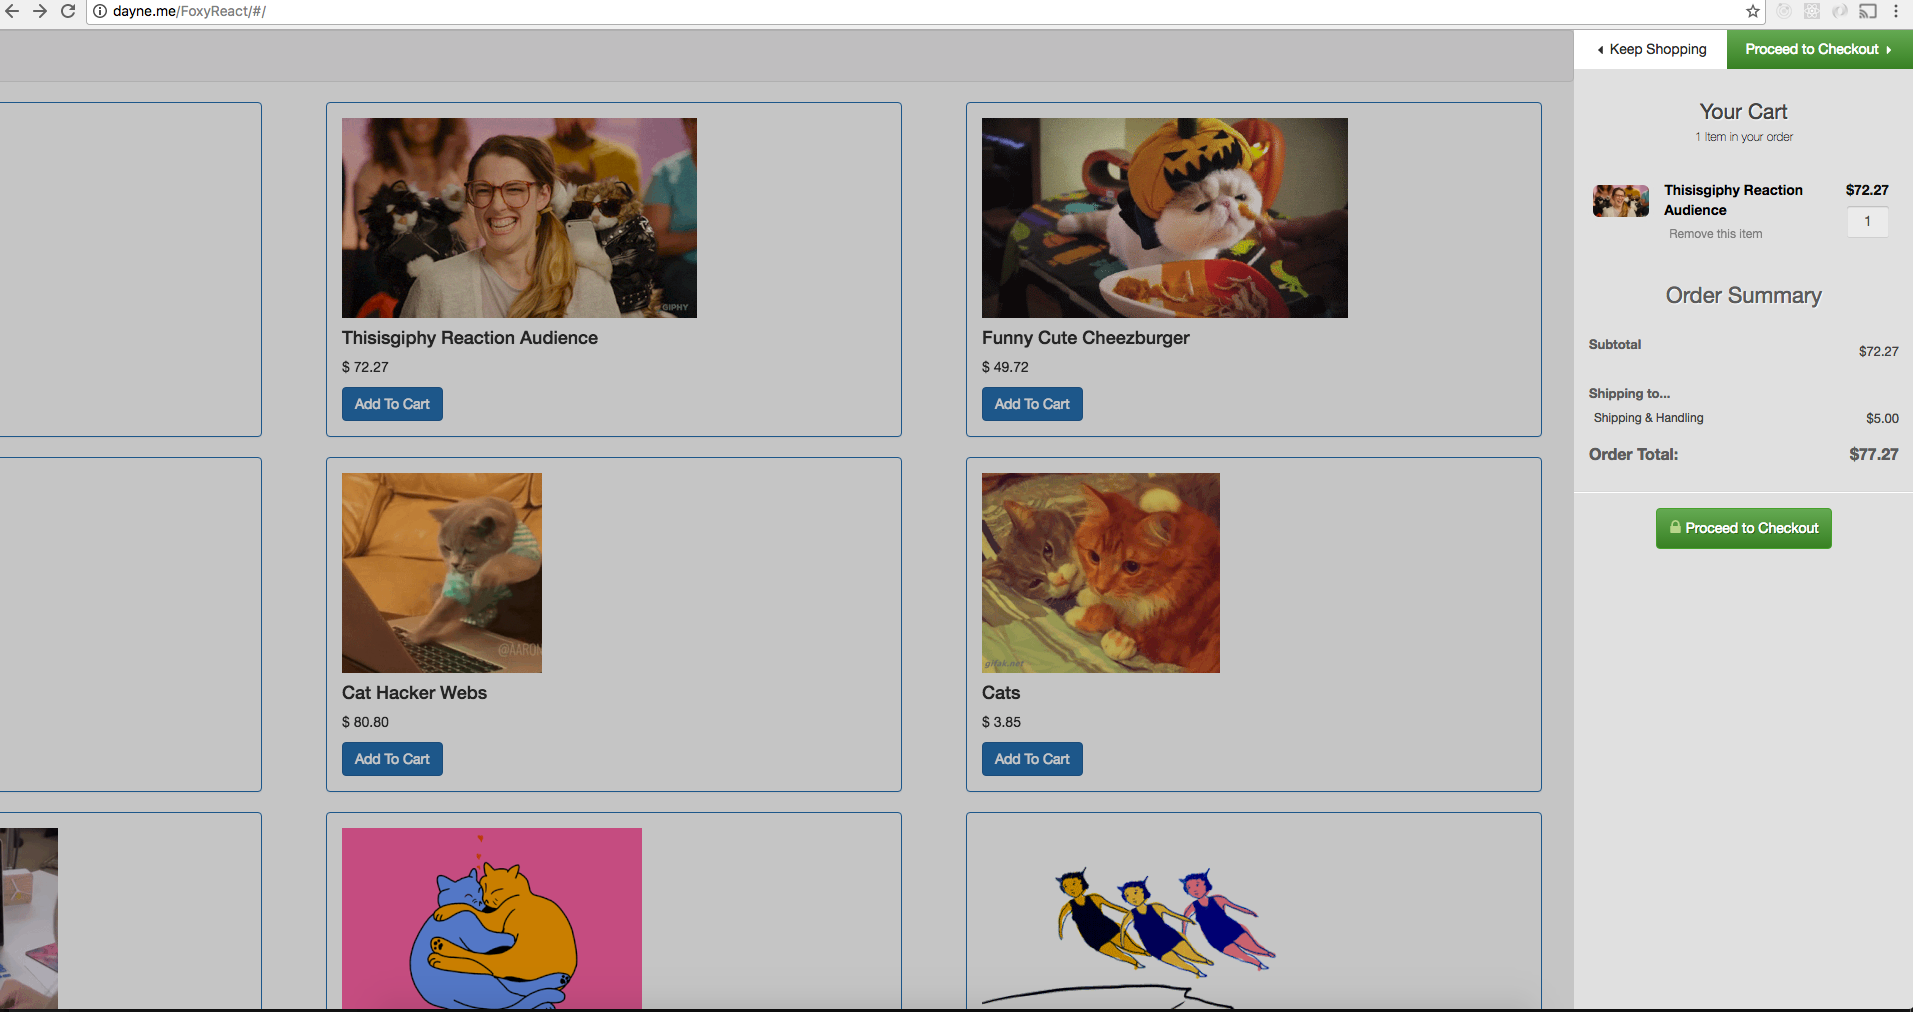 dayne.me/FoxyReact/#/
Keep Shopping
Proceed to Checkout
Your Cart
1 Item in your order
Thisisgiphy Reaction
Audience
$72.27
1
Remove this item
Order Summary
Subtotal
$72.27
Shipping to...
Shipping & Handling
$5.00
Order Total:
$77.27
Proceed to Checkout
GIPHY
Thisisgiphy Reaction Audience
$ 72.27
Add To Cart
Funny Cute Cheezburger
$ 49.72
Add To Cart
@AARON
Cat Hacker Webs
$ 80.80
Add To Cart
gifak.net
Cats
$ 3.85
Add To Cart